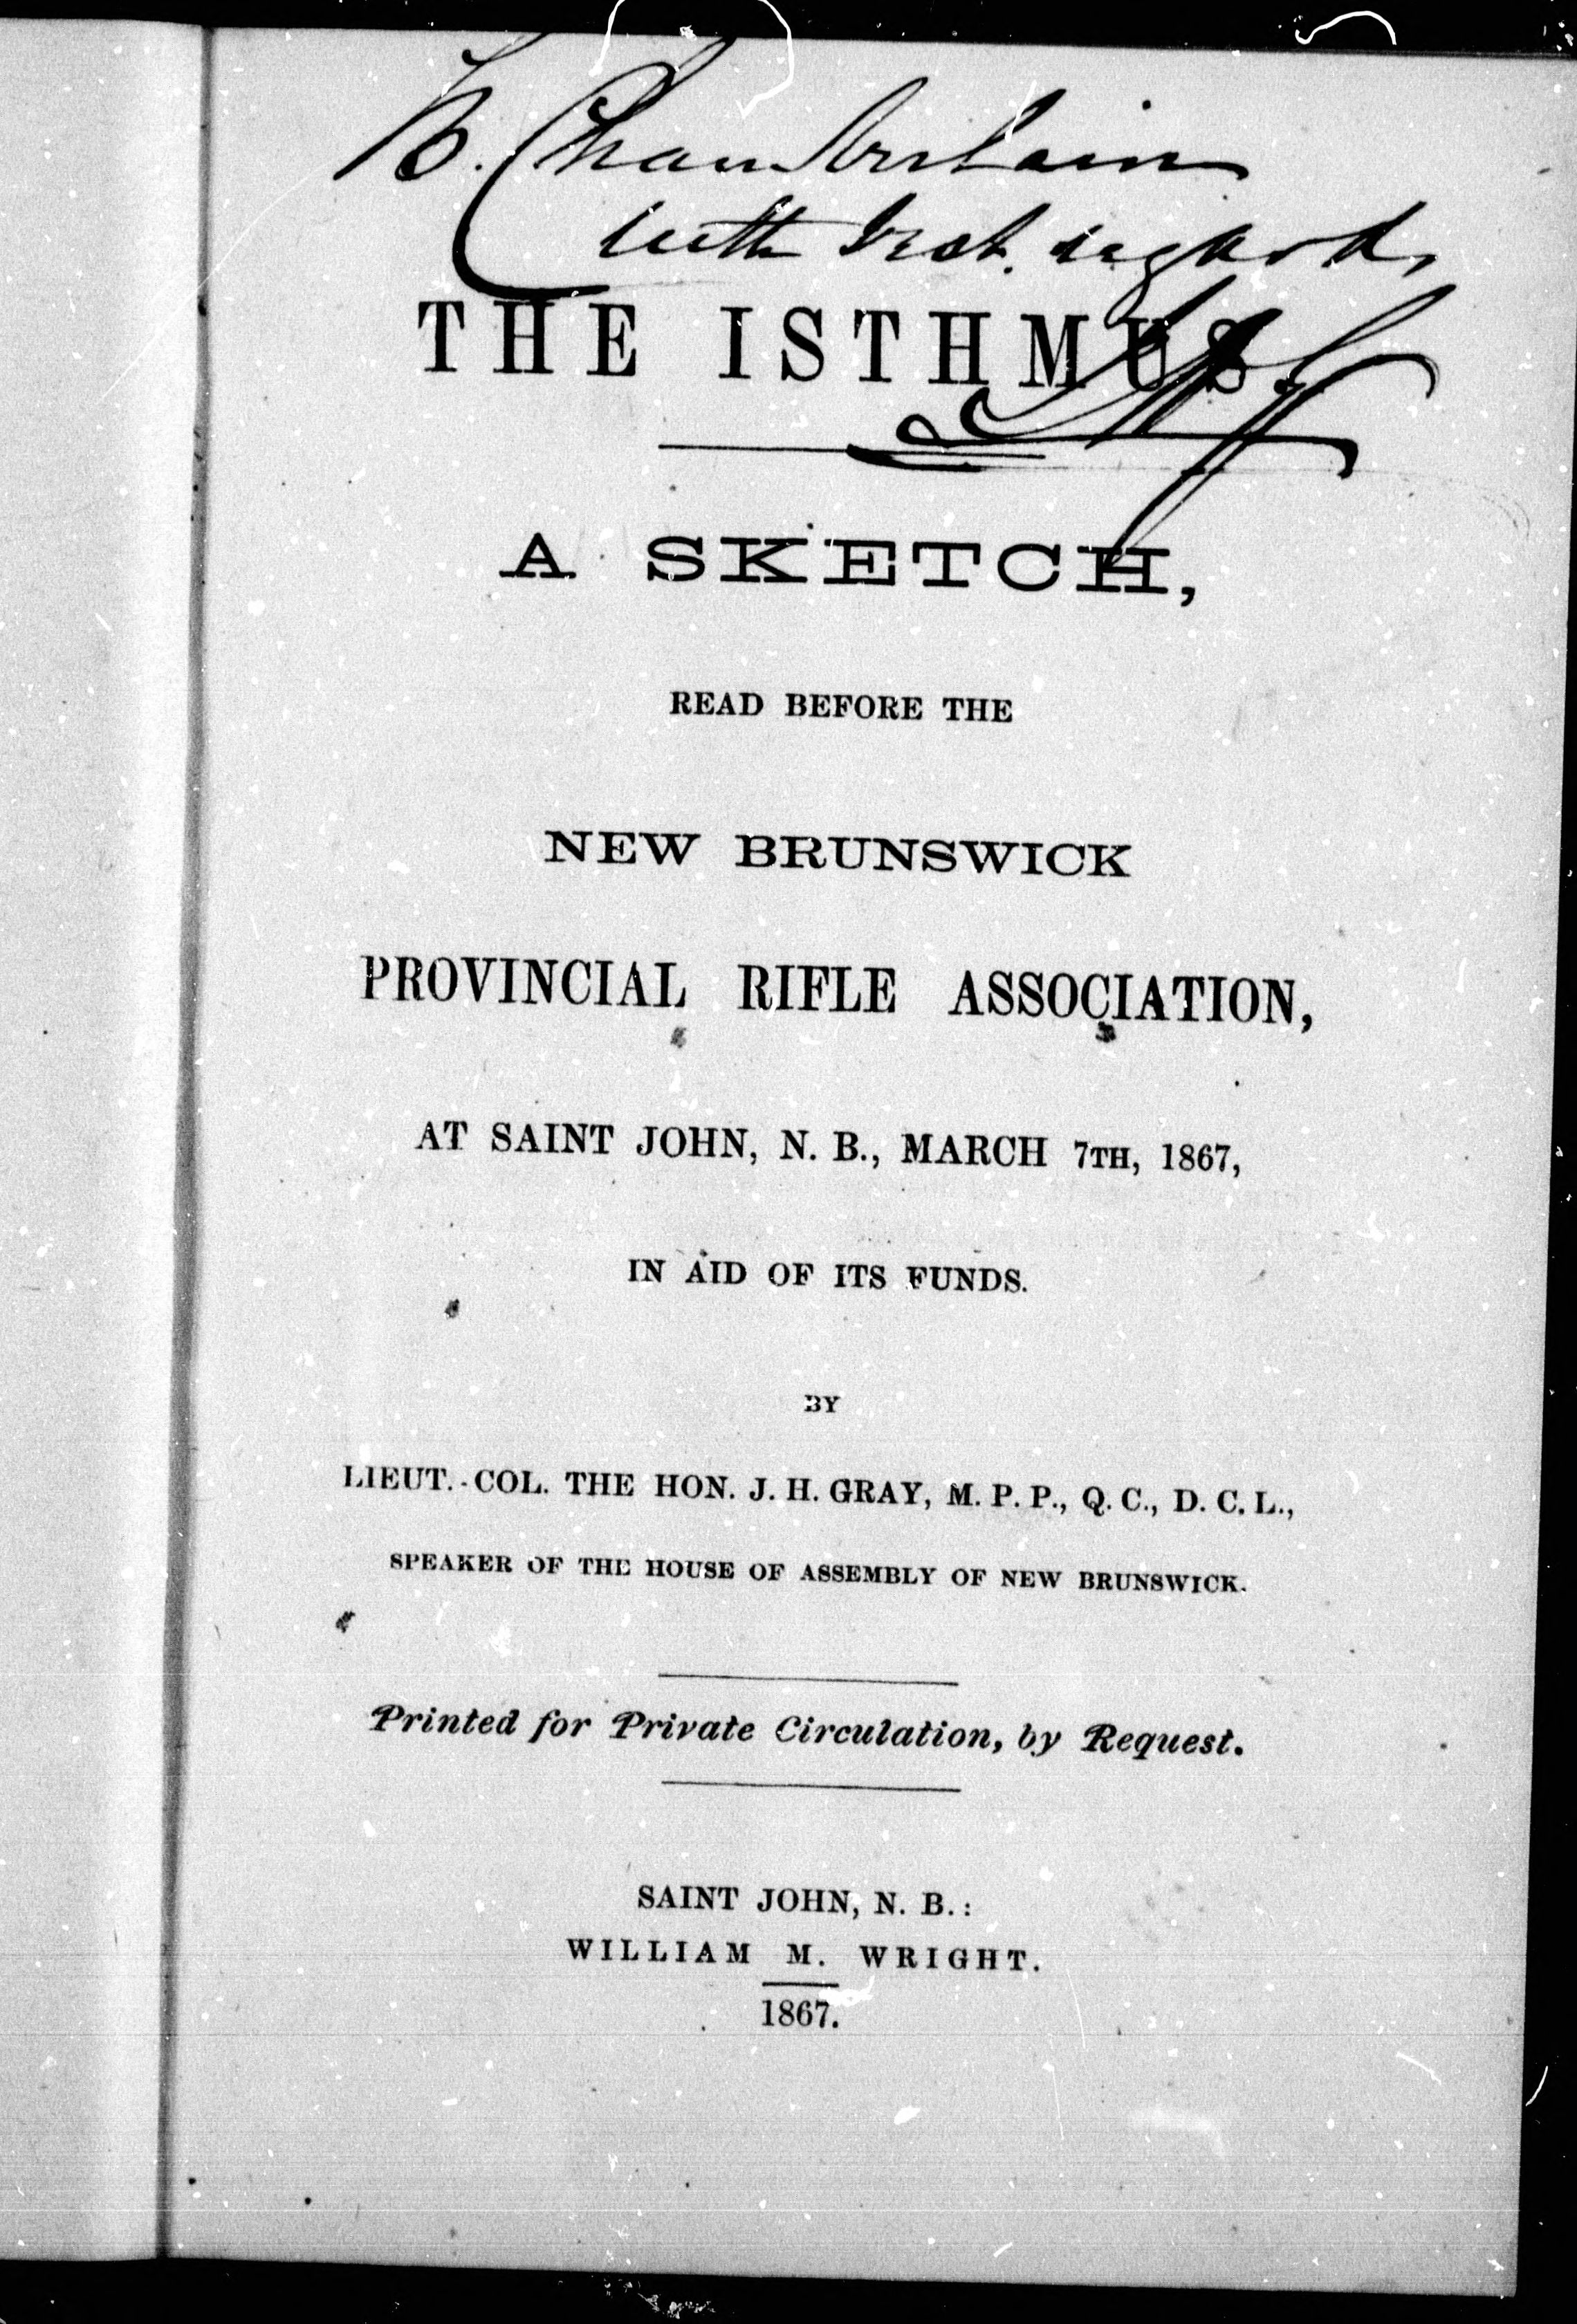 B. Chamberlain
with best regards
THE ISTHMUS.
A SKETCH,
READ BEFORE THE
NEW BRUNSWICK
PROVINCIAL RIFLE ASSOCIATION,
AT SAINT JOHN, N. B., MARCH 7TH, 1867,
IN AID OF ITS FUNDS.
BY
LIEUT.-COL. THE HON. J. H. GRAY, M. P. P., Q. C., D. C. L.,
SPEAKER OF THE HOUSE OF ASSEMBLY OF NEW BRUNSWICK.
Printed for Private Circulation, by Request.
SAINT JOHN, N. B.:
WILLIAM M. WRIGHT.
1867.